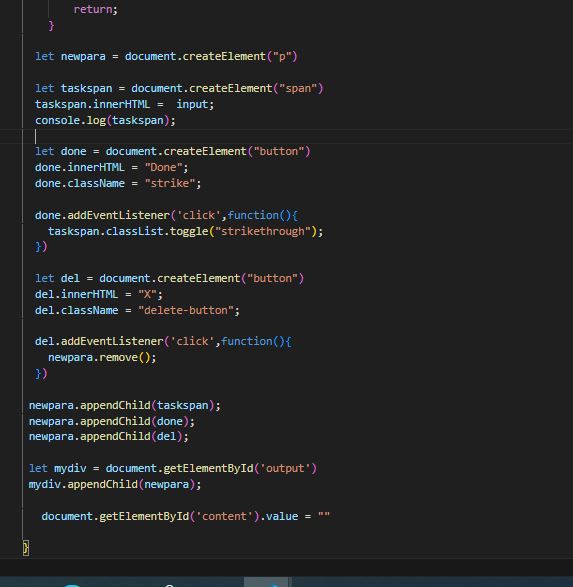 return;
}
let newpara = document.createElement("p")
let taskspan = document.createElement("span")
taskspan.innerHTML =  input;
console.log(taskspan);
let done = document.createElement("button")
done.innerHTML = "Done";
done.className = "strike";
done.addEventListener('click',function(){
taskspan.classList.toggle("strikethrough");
})
let del = document.createElement("button")
del.innerHTML = "X";
del.className = "delete-button";
del.addEventListener('click',function(){
newpara.remove();
})
newpara.appendChild(taskspan);
newpara.appendChild(done);
newpara.appendChild(del);
let mydiv = document.getElementById('output')
mydiv.appendChild(newpara);
document.getElementById('content').value = ""
}